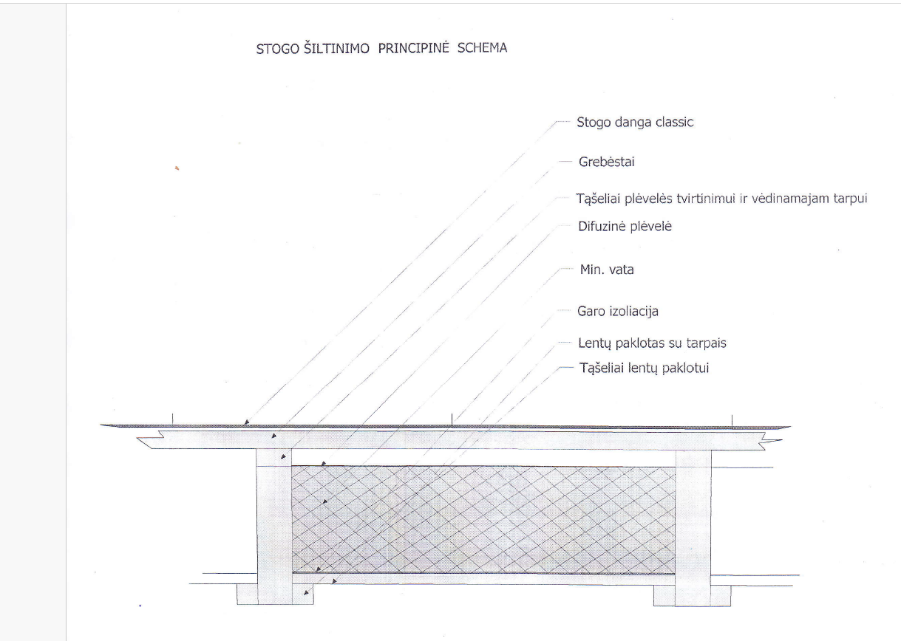 STOGO ŠILTINIMO PRINCIPINĖ SCHEMA
Stogo danga classic
Grebėstai
Tąšeliai plėvelės tvirtinimui ir vėdinamajam tarpui
Difuzinė plėvelė
Min. vata
Garo izoliacija
Lentų paklotas su tarpais
Tąšeliai lentų paklotui